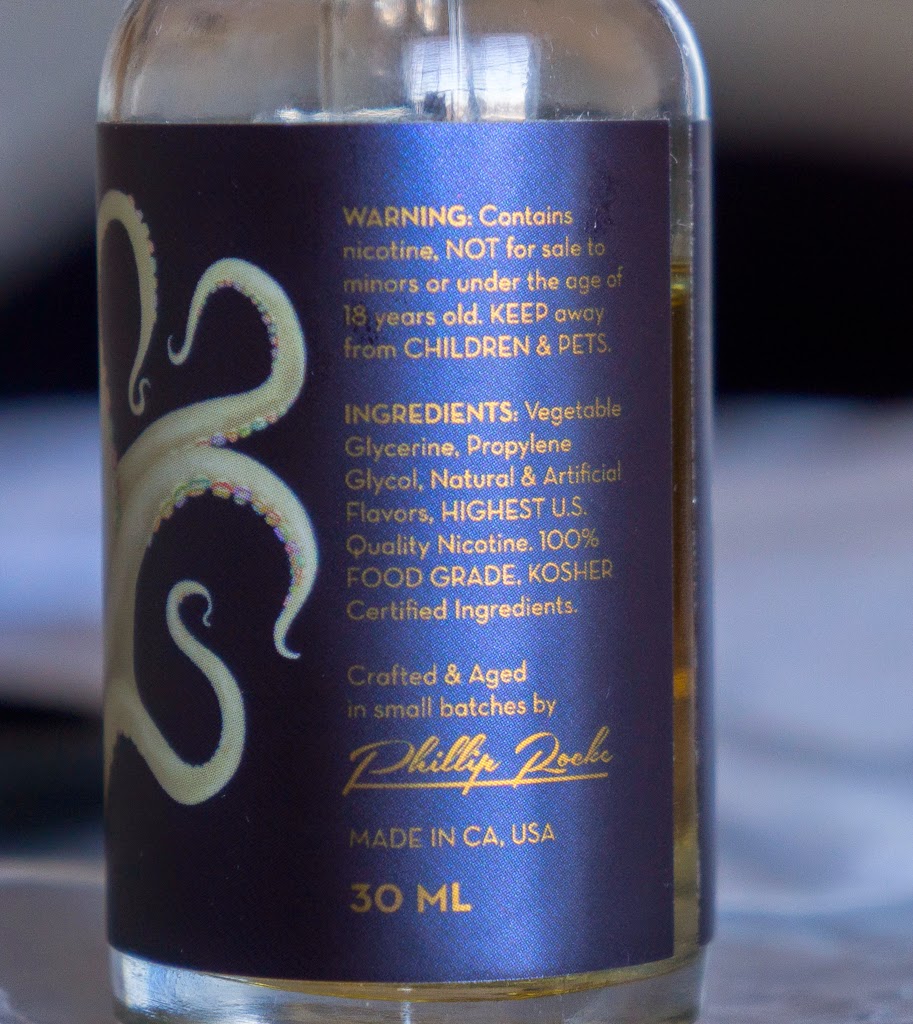 WARNING: Contains
nicotine, NOT for sale to
minors or under the age of
18 years old. KEEP away
from CHILDREN & PETS.
INGREDIENTS: Vegetable
Glycerine, Propylene
Glycol, Natural & Artificial
Flavors, HIGHEST U.S.
Quality Nicotine. 100%
FOOD GRADE, KOSHER
Certified Ingredients.
Crafted & Aged
in small batches by
Phillip Rocke
MADE IN CA, USA
30 ML